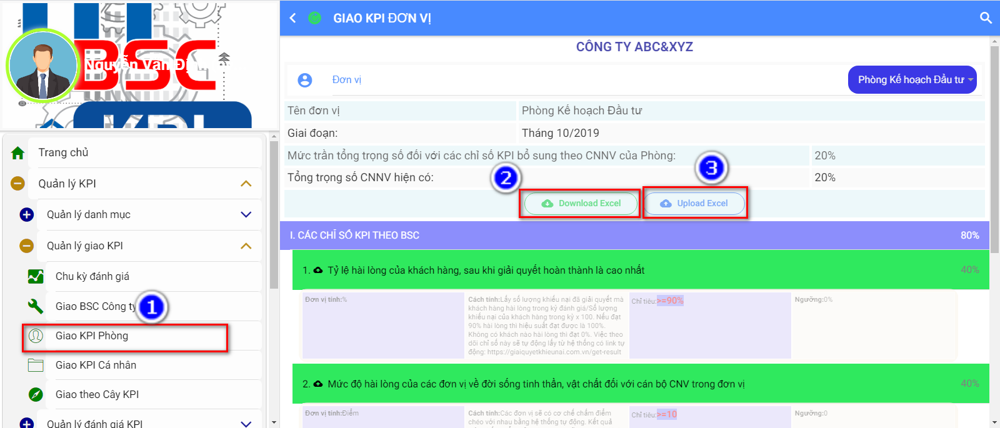 BSC
Nguyễn Văn Đị
KPI
Trang chủ
Quản lý KPI
Quản lý danh mục
Quản lý giao KPI
Chu kỳ đánh giá
Giao BSC Công ty
1
Giao KPI Phòng
Giao KPI Cá nhân
Giao theo Cây KPI
Quản lý đánh giá KPI
GIAO KPI ĐƠN VỊ
CÔNG TY ABC&XYZ
Đơn vị
Phòng Kế hoạch Đầu tư
Tên đơn vị
Phòng Kế hoạch Đầu tư
Giai đoạn:
Tháng 10/2019
Mức trần tổng trọng số đối với các chỉ số KPI bổ sung theo CNNV của Phòng:
20%
Tổng trọng số CNNV hiện có:
20%
2
3
Download Excel
Upload Excel
I. CÁC CHỈ SỐ KPI THEO BSC
80%
1. Tỷ lệ hài lòng của khách hàng, sau khi giải quyết hoàn thành là cao nhất
40%
Đơn vị tính:%
Cách tính:Lấy số lượng khiếu nại đã giải quyết mà
khách hàng hài lòng trong kỳ đánh giá/Số lượng
khiếu nại của khách hàng trong kỳ x 100. Nếu đạt
90% hài lòng thì hiệu suất đạt được là 100%.
Không có khách nào hài lòng thì đạt 0%. Việc theo
dõi chỉ số này sẽ tự động lấy từ hệ thống có link tự
động: https://giaiquyetkhieunai.com.vn/get-result
Chỉ tiêu:>=90%
Ngưỡng:0%
2. Mức độ hài lòng của các đơn vị về đời sống tinh thần, vật chất đối với cán bộ CNV trong đơn vị
40%
Đơn vị tính:Điểm
Cách tính:Các đơn vị sẽ có cơ chế chấm điểm
chéo với nhau bằng hệ thống tự động. Kết quả
Chỉ tiêu:>=10
Ngưỡng:0